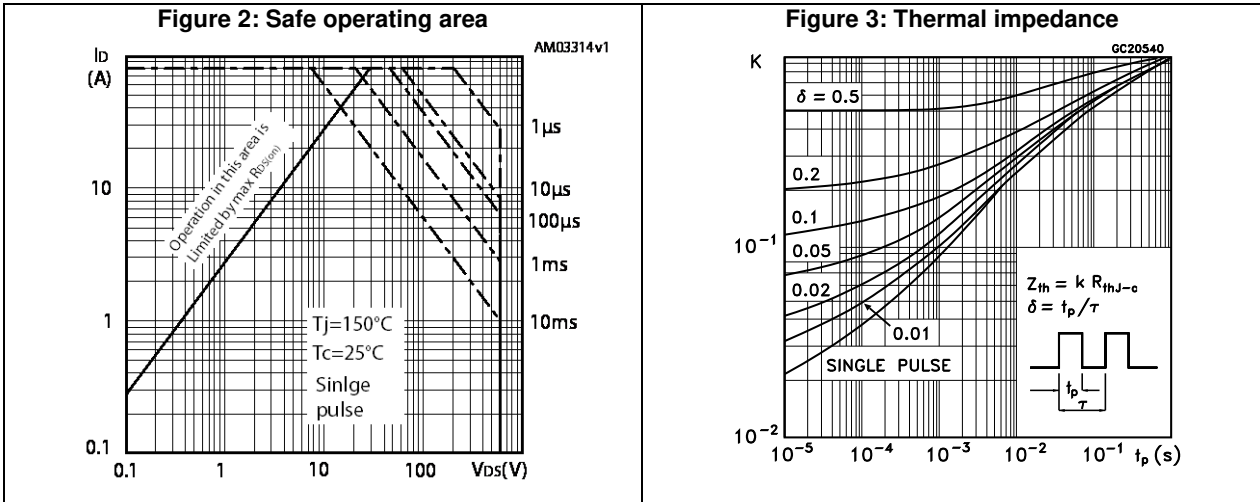 Figure 2: Safe operating area
ID
(A)
AM03314v1
10
1
0.1
0.1
1
10
100
VDS(V)
Operation in this area is
Limited by max RDS(on)
1µs
10µs
100µs
1ms
10ms
Tj=150°C
Tc=25°C
Sinlge
pulse
Figure 3: Thermal impedance
K
GC20540
δ = 0.5
0.2
0.1
0.05
0.02
0.01
SINGLE PULSE
10⁻¹
10⁻²
10⁻⁵
10⁻⁴
10⁻³
10⁻²
10⁻¹
tp (s)
Zth = k RthJ-c
δ = tp/τ
tp
τ